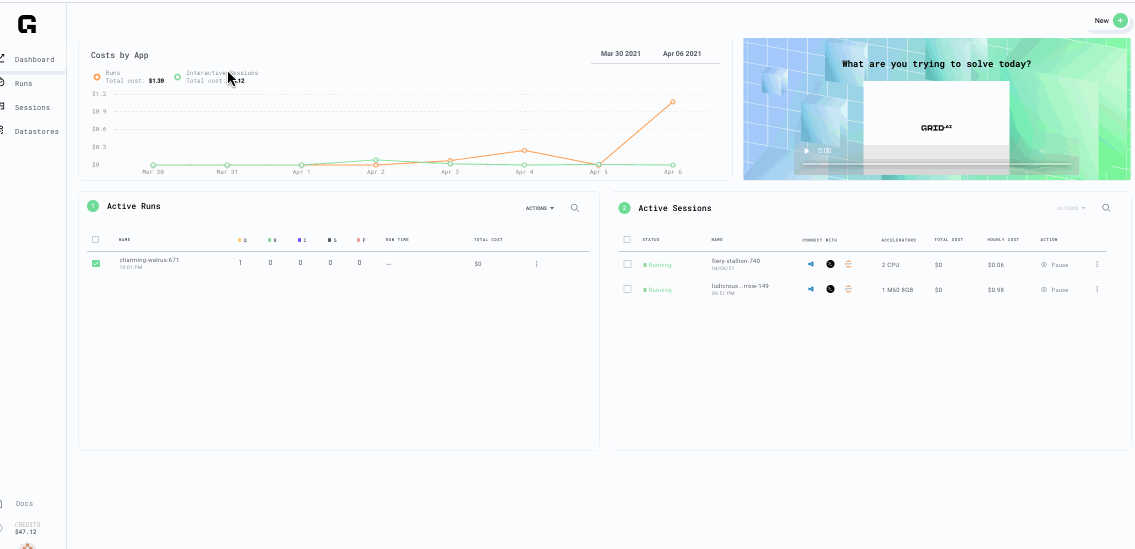 G
New +
Dashboard
Runs
Sessions
Datastores
Costs by App
Mar 30 2021 Apr 06 2021
Runs
Total cost: $1.39
Interactive Sessions
Total cost
.12
$1.2
$0.9
$0.6
$0.3
$0
Mar 30 Mar 31 Apr 1 Apr 2 Apr 3 Apr 4 Apr 5 Apr 6
What are you trying to solve today?
GRID.AI
0:00
1 Active Runs
ACTIONS
NAME Q R C S F RUN TIME TOTAL COST
charming-walrus-671 1 0 0 0 0 -- $0
10:01 PM
2 Active Sessions
ACTIONS
STATUS NAME CONNECT WITH ACCELERATORS TOTAL COST HOURLY COST ACTION
Running fiery-stallion-740 2 CPU $0 $0.06 Pause
04/06/21
Running ludicrous...rrow-149 1 M60 8GB $0 $0.98 Pause
09:51 PM
Docs
CREDITS
$47.12